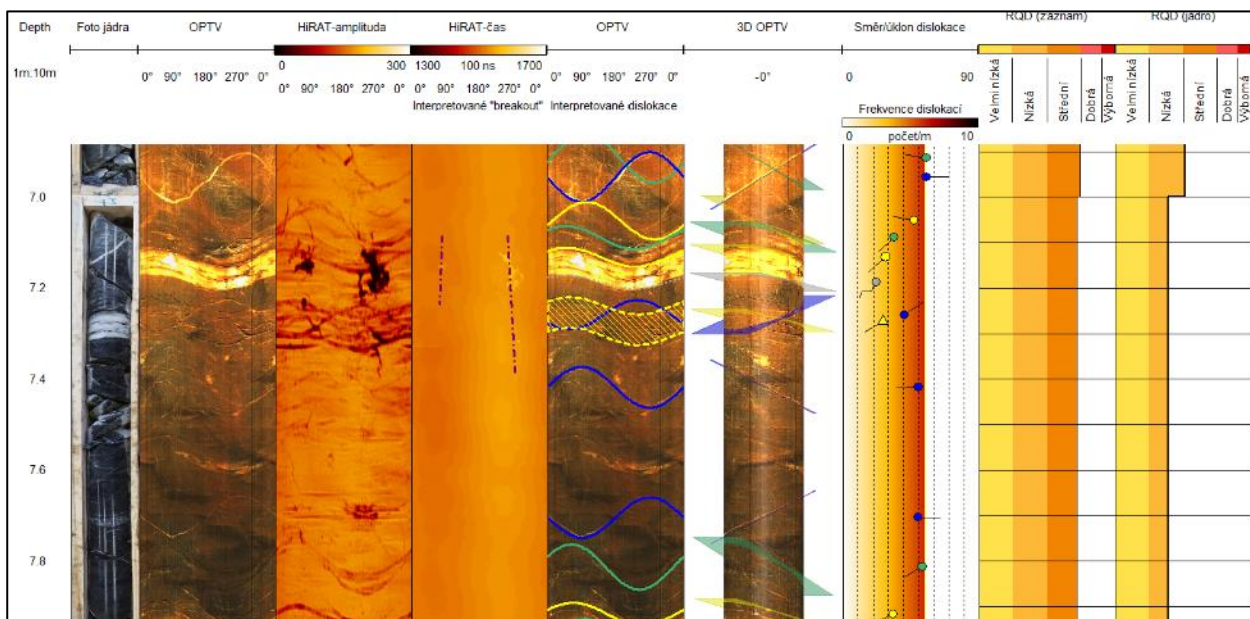 Depth Foto jádra OPTV HiRAT-amplituda HiRAT-čas OPTV 3D OPTV Směr/úklon dislokace RQD (záznam) RQD (jádro)
1m:10m 0 300 1300 100 ns 1700
0° 90° 180° 270° 0° 0° 90° 180° 270° 0° 0° 90° 180° 270° 0° 0° 90° 180° 270° 0° -0° 0 90
Interpretované "breakout" Interpretované dislokace
Frekvence dislokací
0 počet/m 10
Velmi nízká Nízká Střední Dobrá Výborná Velmi nízká Nízká Střední Dobrá Výborná
7.0
7.2
7.4
7.6
7.8